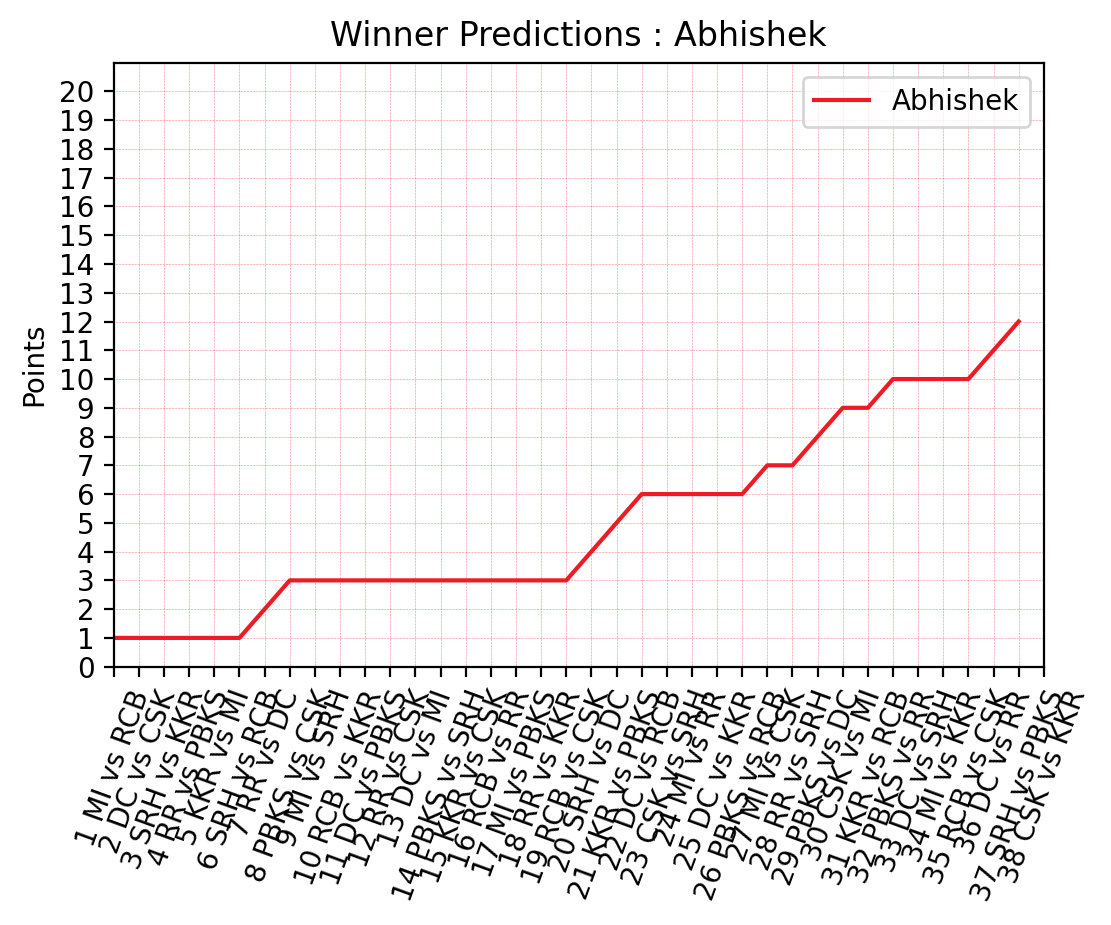 Winner Predictions : Abhishek
Abhishek
Points
20
19
18
17
16
15
14
13
12
11
10
9
8
7
6
5
4
3
2
1
0
1 MI vs RCB
2 DC vs CSK
3 SRH vs KKR
4 RR vs PBKS
5 KKR vs MI
6 SRH vs RCB
7 RR vs DC
8 PBKS vs CSK
9 MI vs SRH
10 RCB vs KKR
11 DC vs PBKS
12 RR vs CSK
13 DC vs MI
14 PBKS vs SRH
15 KKR vs CSK
16 RCB vs RR
17 MI vs PBKS
18 RR vs KKR
19 RCB vs CSK
20 SRH vs DC
21 KKR vs PBKS
22 DC vs RCB
23 CSK vs SRH
24 MI vs RR
25 DC vs KKR
26 PBKS vs RCB
27 MI vs CSK
28 RR vs SRH
29 PBKS vs DC
30 CSK vs MI
31 KKR vs RCB
32 PBKS vs RR
33 DC vs SRH
34 MI vs KKR
35 RCB vs CSK
36 DC vs RR
37 SRH vs PBKS
38 CSK vs KKR